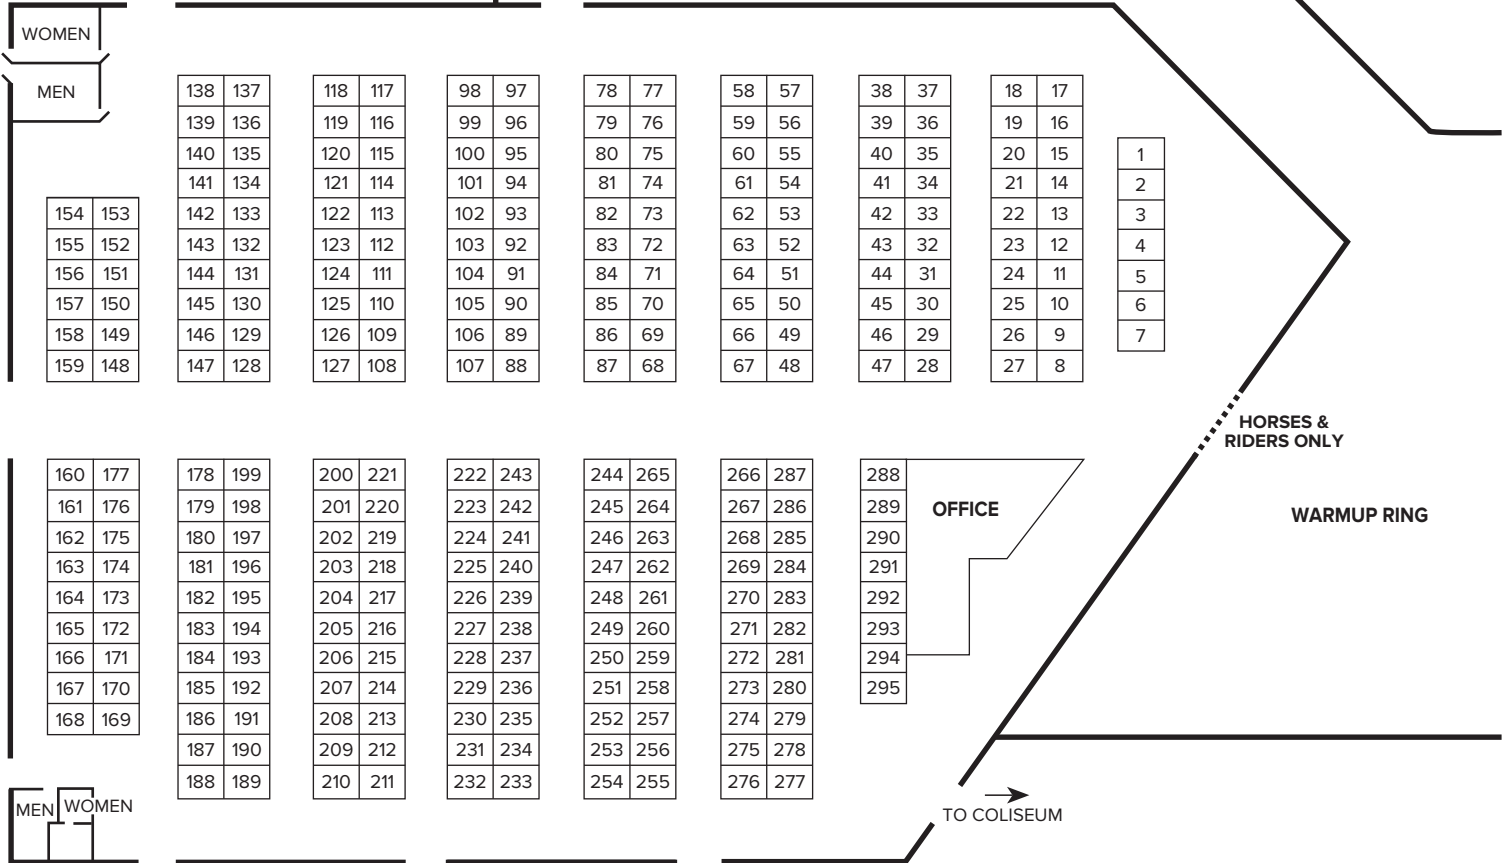 WOMEN
MEN
138 137 118 117 98 97 78 77 58 57 38 37 18 17
139 136 119 116 99 96 79 76 59 56 39 36 19 16
140 135 120 115 100 95 80 75 60 55 40 35 20 15 1
141 134 121 114 101 94 81 74 61 54 41 34 21 14 2
154 153 142 133 122 113 102 93 82 73 62 53 42 33 22 13 3
155 152 143 132 123 112 103 92 83 72 63 52 43 32 23 12 4
156 151 144 131 124 111 104 91 84 71 64 51 44 31 24 11 5
157 150 145 130 125 110 105 90 85 70 65 50 45 30 25 10 6
158 149 146 129 126 109 106 89 86 69 66 49 46 29 26 9 7
159 148 147 128 127 108 107 88 87 68 67 48 47 28 27 8
HORSES &
RIDERS ONLY
160 177 178 199 200 221 222 243 244 265 266 287 288
161 176 179 198 201 220 223 242 245 264 267 286 289 OFFICE WARMUP RING
162 175 180 197 202 219 224 241 246 263 268 285 290
163 174 181 196 203 218 225 240 247 262 269 284 291
164 173 182 195 204 217 226 239 248 261 270 283 292
165 172 183 194 205 216 227 238 249 260 271 282 293
166 171 184 193 206 215 228 237 250 259 272 281 294
167 170 185 192 207 214 229 236 251 258 273 280 295
168 169 186 191 208 213 230 235 252 257 274 279
187 190 209 212 231 234 253 256 275 278
188 189 210 211 232 233 254 255 276 277
MEN WOMEN
TO COLISEUM